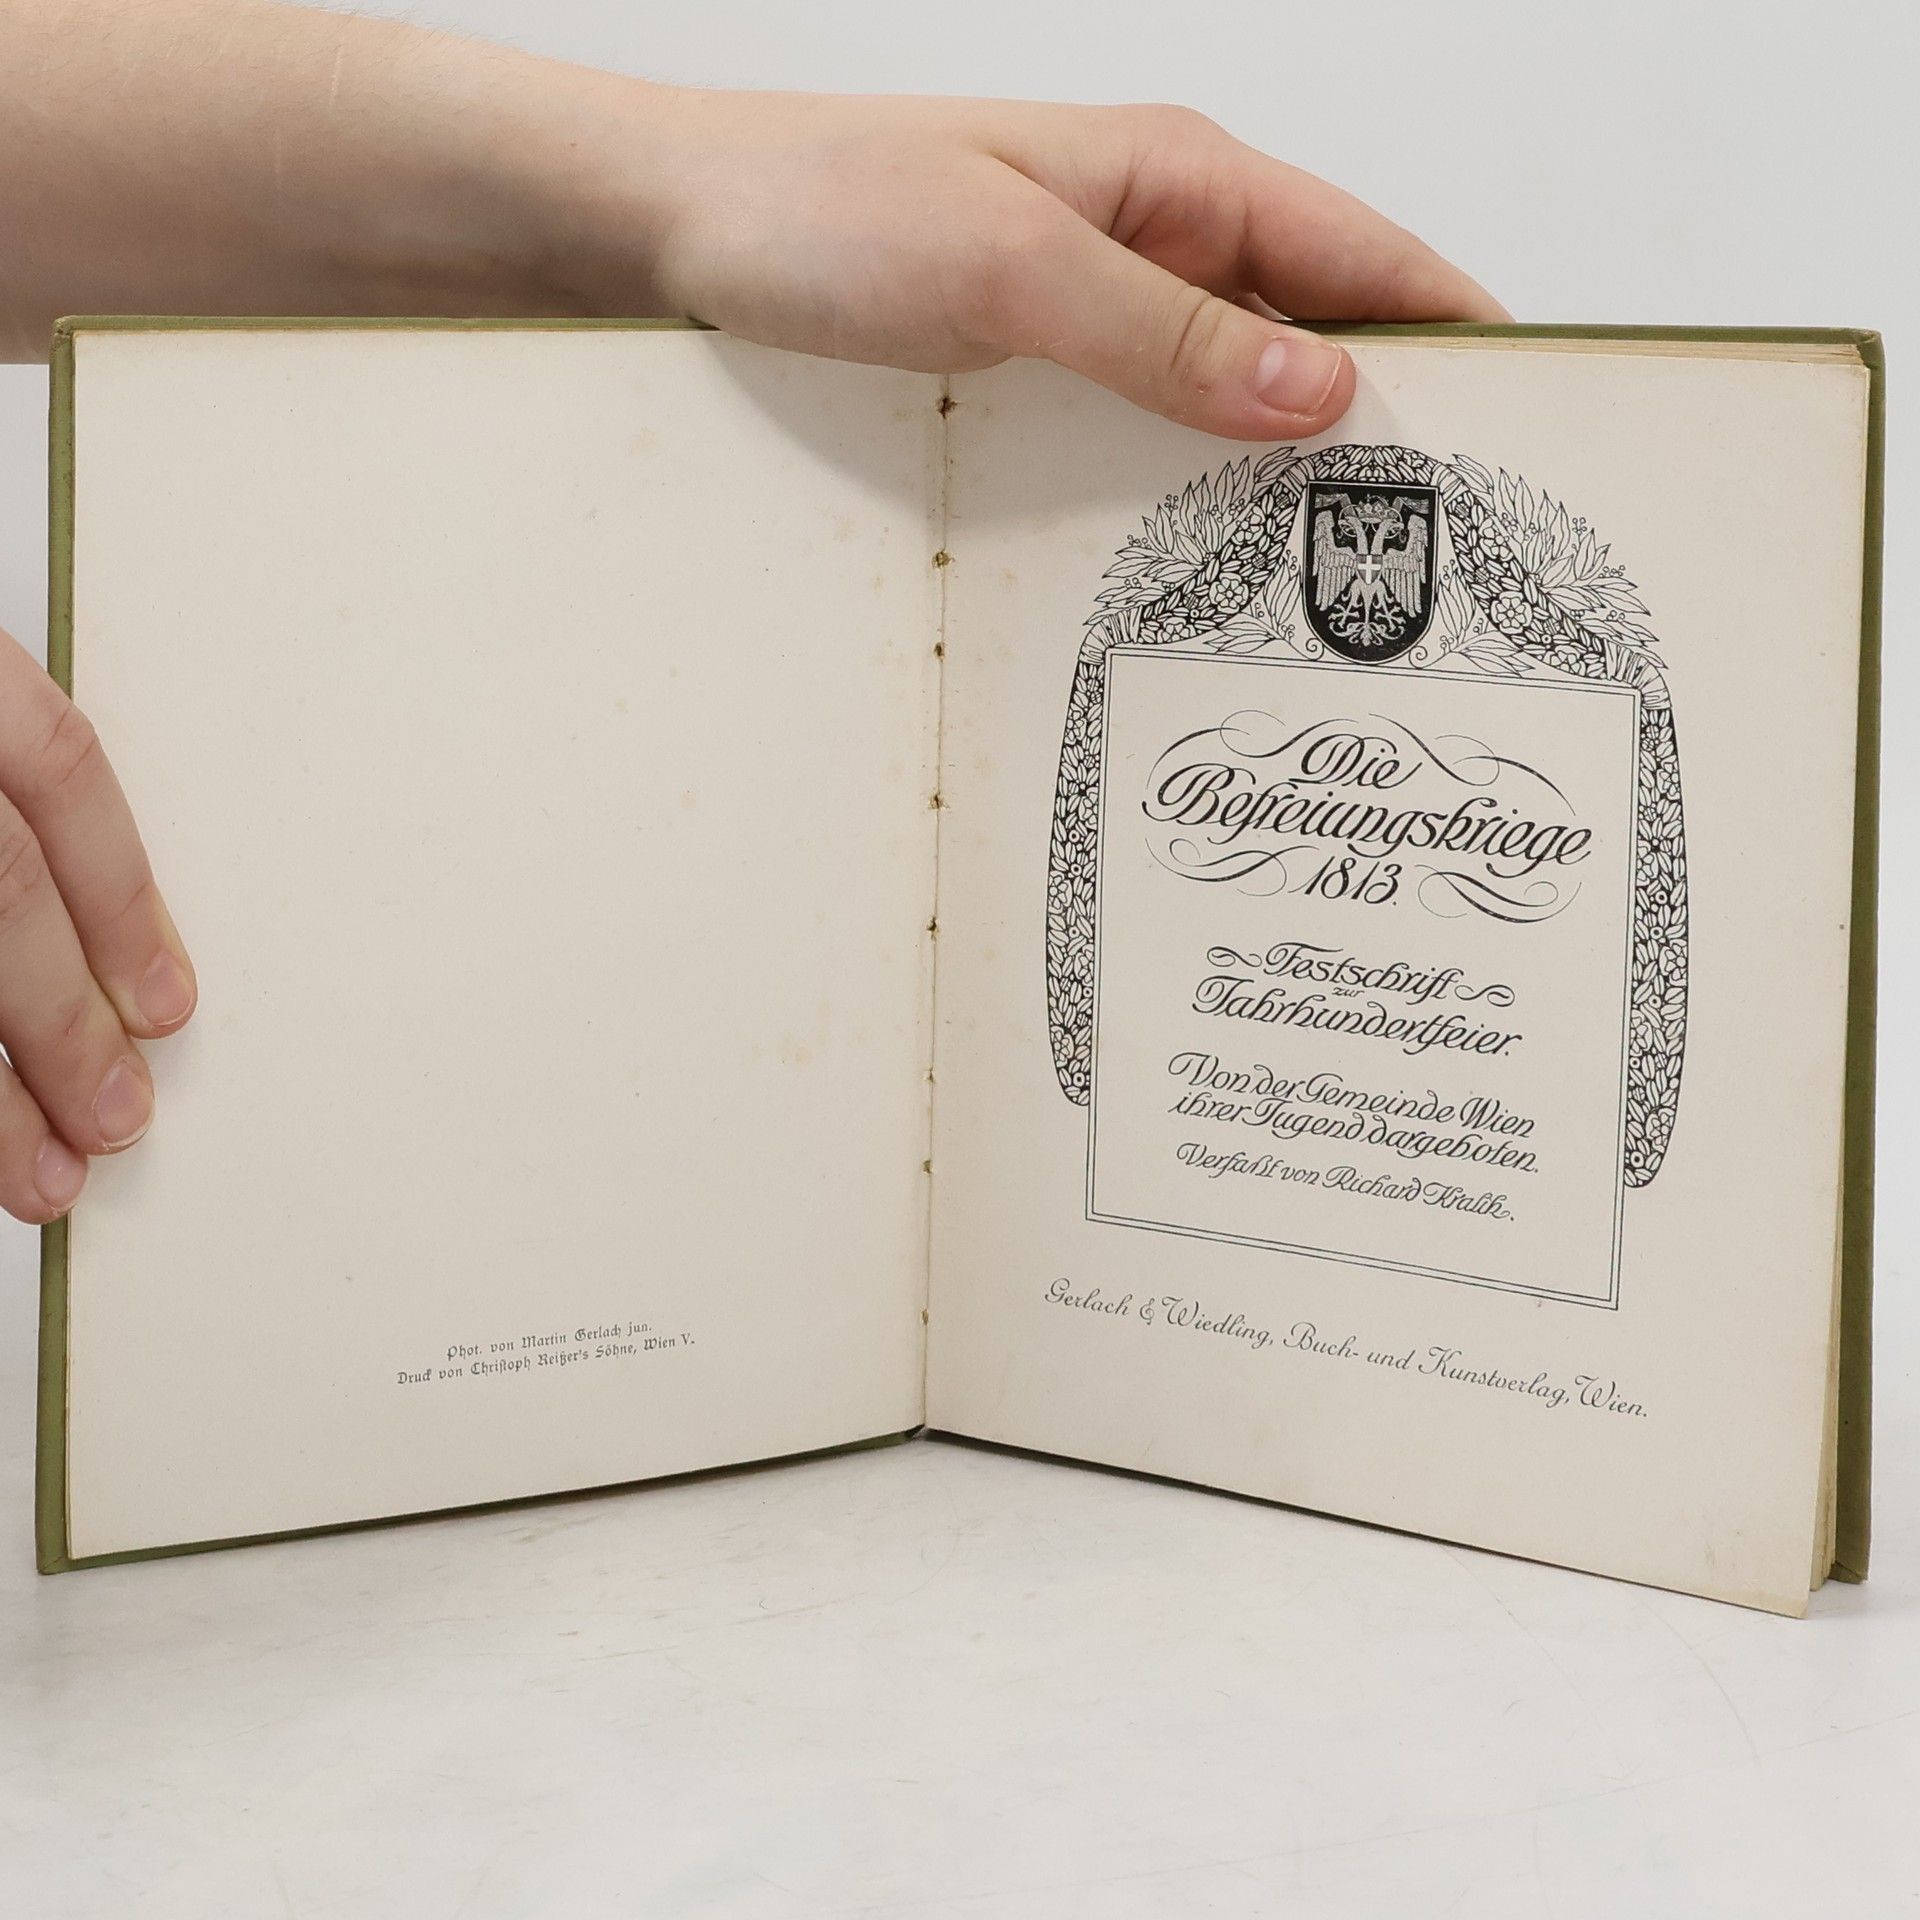 Phot. von Martin Gerlach jun.
Druck von Christoph Reißer's Söhne, Wien V.
Die
Befreiungskriege
1813.
Festschrift
zur
Jahrhundertfeier.
Von der Gemeinde Wien
ihrer Jugend dargeboten.
Verfaßt von Richard Kralik.
Gerlach & Wiedling, Buch- und Kunstverlag, Wien.